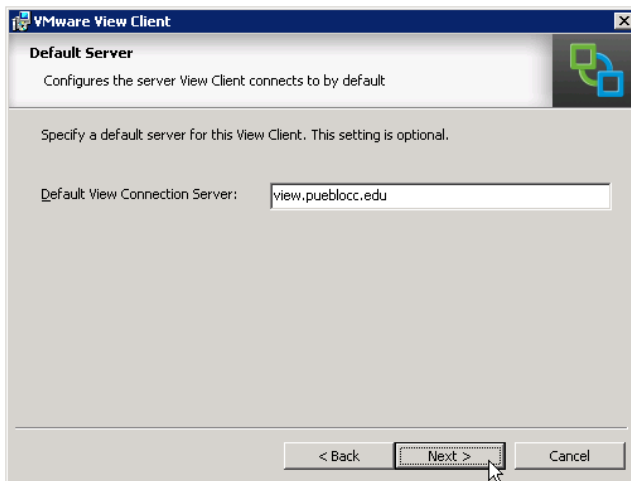 VMware View Client
Default Server
Configures the server View Client connects to by default
Specify a default server for this View Client. This setting is optional.
Default View Connection Server:
view.pueblocc.edu
< Back
Next >
Cancel